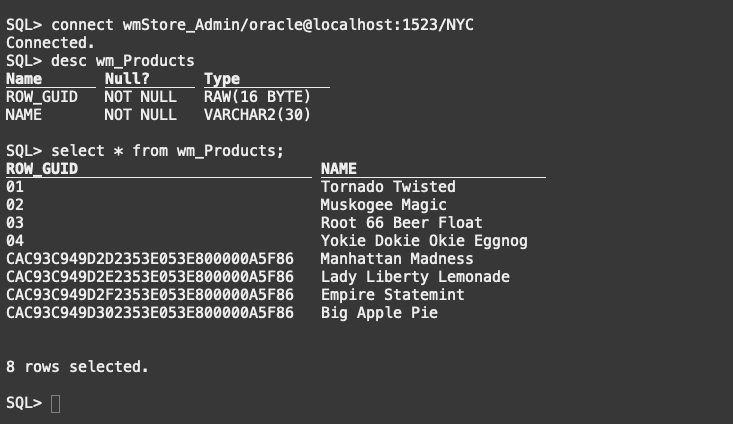 SQL> connect wmStore_Admin/oracle@localhost:1523/NYC
Connected.
SQL> desc wm_Products
Name Null? Type
ROW_GUID NOT NULL RAW(16 BYTE)
NAME NOT NULL VARCHAR2(30)
SQL> select * from wm_Products;
ROW_GUID NAME
01 Tornado Twisted
02 Muskogee Magic
03 Root 66 Beer Float
04 Yokie Dokie Okie Eggnog
CAC93C949D2D2353E053E800000A5F86 Manhattan Madness
CAC93C949D2E2353E053E800000A5F86 Lady Liberty Lemonade
CAC93C949D2F2353E053E800000A5F86 Empire Statemint
CAC93C949D302353E053E800000A5F86 Big Apple Pie
8 rows selected.
SQL>